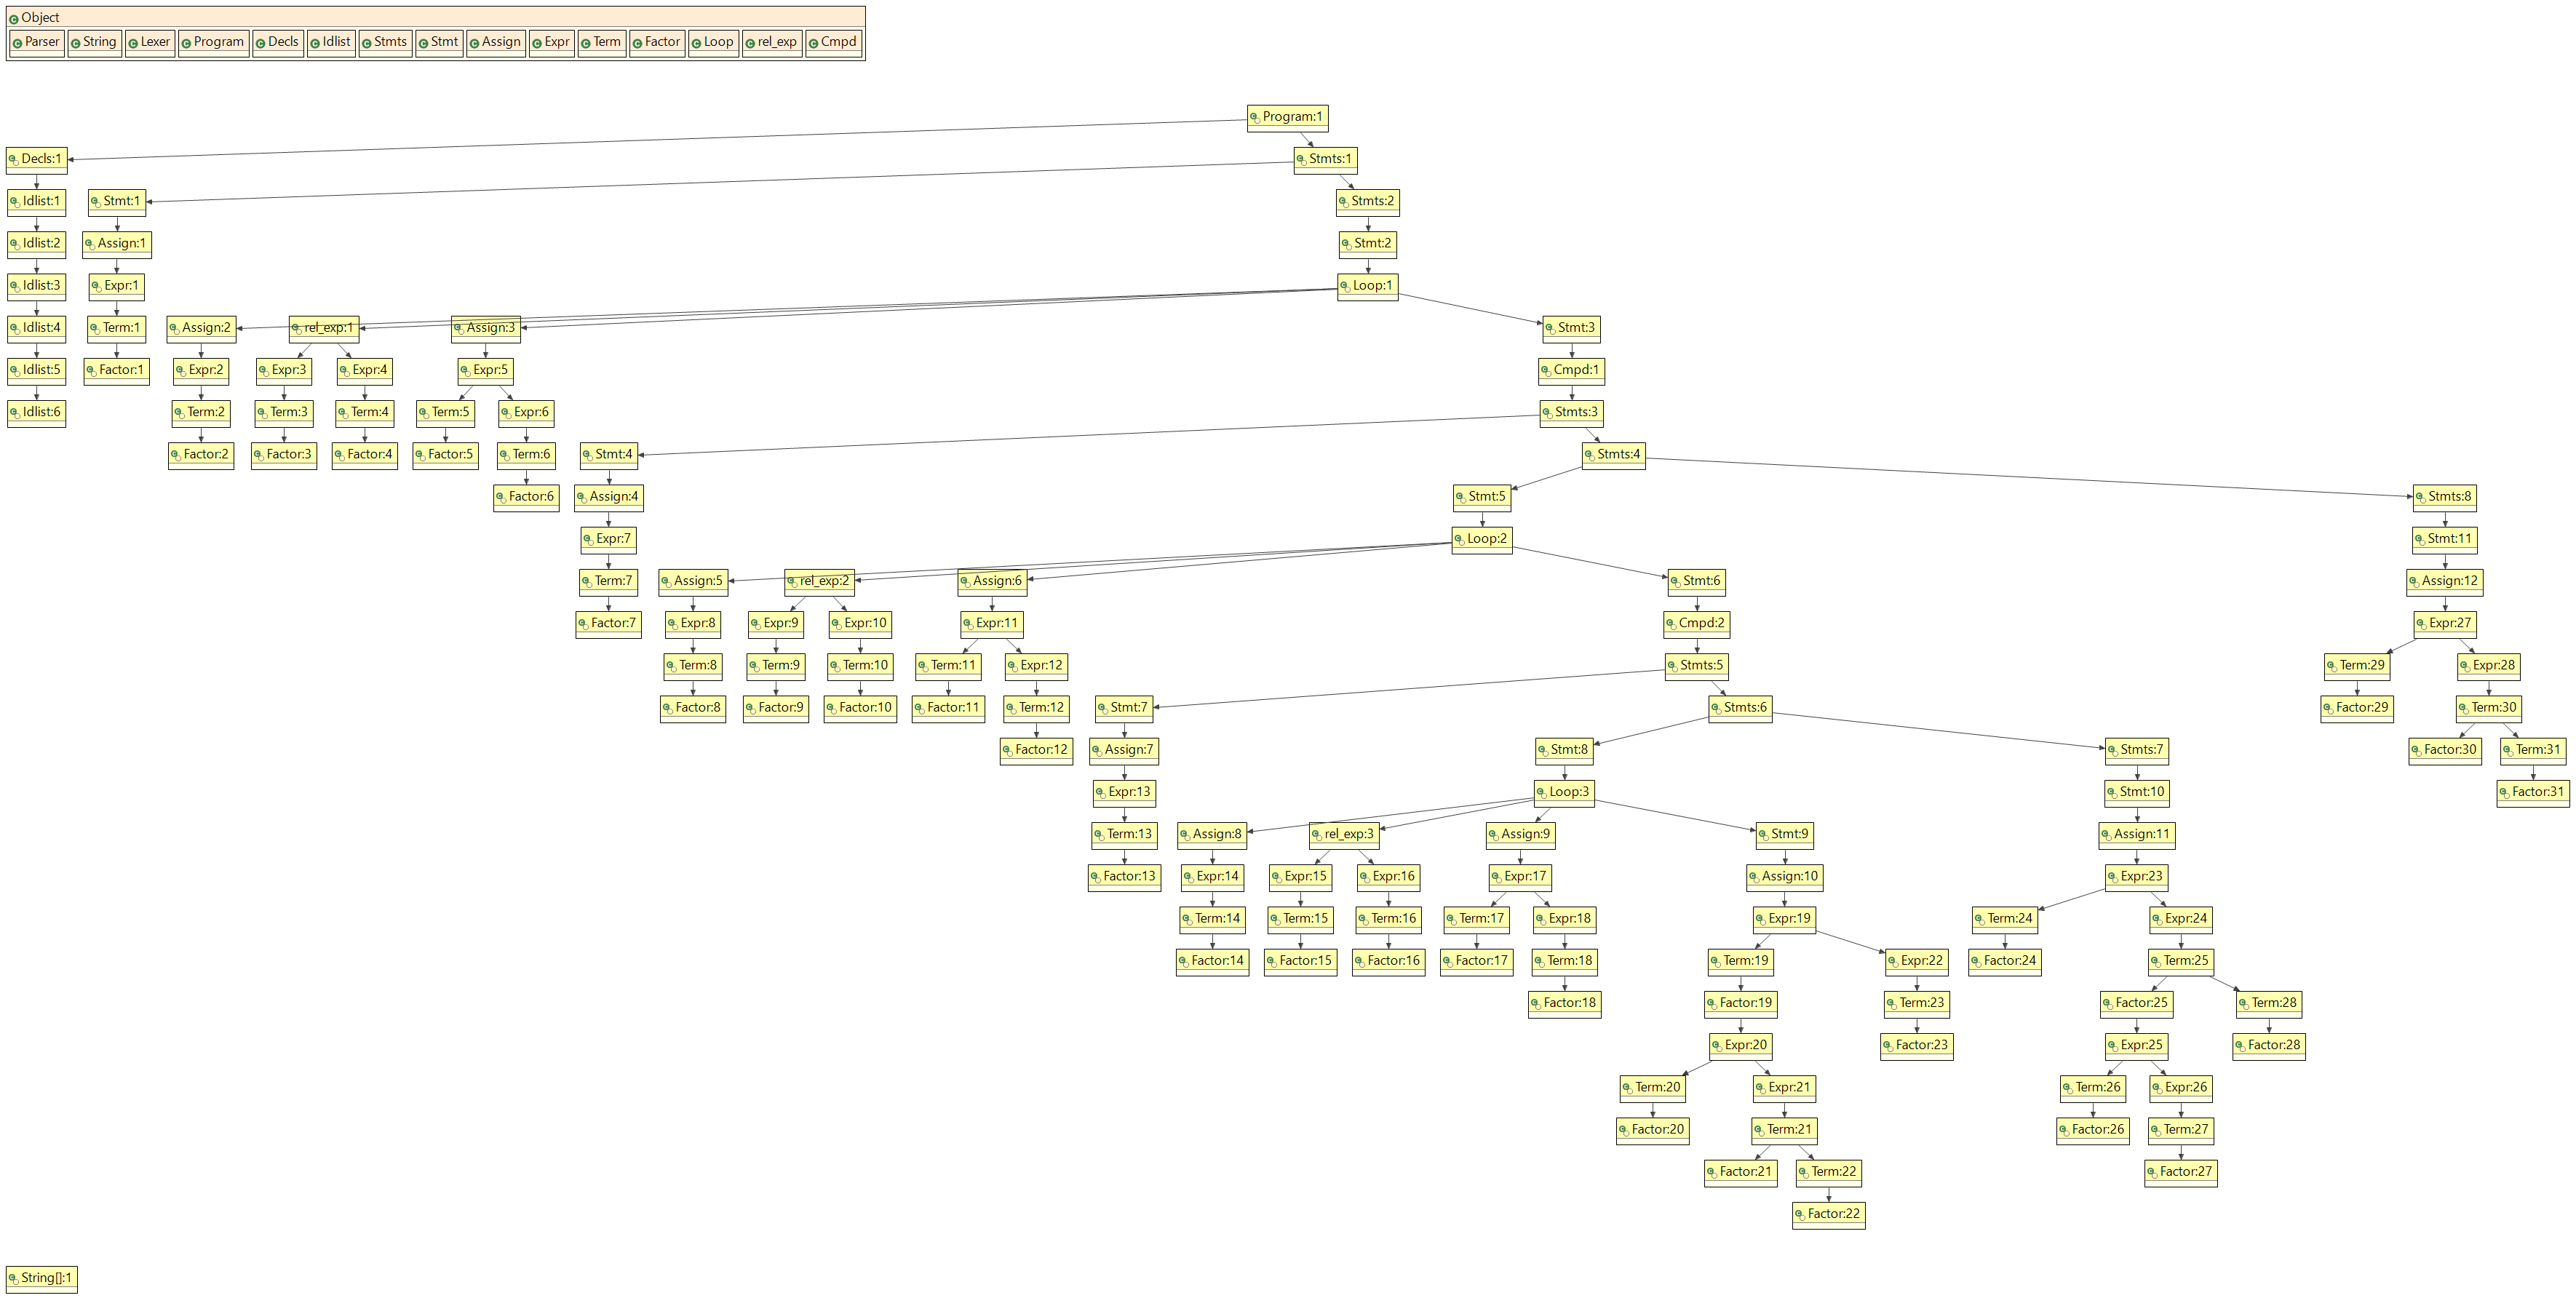 Object
Parser String Lexer Program Decls Idlist Stmts Stmt Assign Expr Term Factor Loop rel_exp Cmpd
Program:1
Decls:1 Stmts:1
Idlist:1 Stmt:1 Stmts:2
Idlist:2 Assign:1 Stmt:2
Idlist:3 Expr:1 Loop:1
Idlist:4 Term:1 Assign:2 rel_exp:1 Assign:3 Stmt:3
Idlist:5 Factor:1 Expr:2 Expr:3 Expr:4 Expr:5 Cmpd:1
Idlist:6 Term:2 Term:3 Term:4 Term:5 Expr:6 Stmts:3
Factor:2 Factor:3 Factor:4 Factor:5 Term:6 Stmt:4 Stmts:4
Factor:6 Assign:4 Stmt:5 Stmts:8
Expr:7 Loop:2 Stmt:11
Term:7 Assign:5 rel_exp:2 Assign:6 Stmt:6 Assign:12
Factor:7 Expr:8 Expr:9 Expr:10 Expr:11 Cmpd:2 Expr:27
Term:8 Term:9 Term:10 Term:11 Expr:12 Stmts:5 Term:29 Expr:28
Factor:8 Factor:9 Factor:10 Factor:11 Term:12 Stmt:7 Stmts:6 Factor:29 Term:30
Factor:12 Assign:7 Stmt:8 Stmts:7 Factor:30 Term:31
Expr:13 Loop:3 Stmt:10 Factor:31
Term:13 Assign:8 rel_exp:3 Assign:9 Stmt:9 Assign:11
Factor:13 Expr:14 Expr:15 Expr:16 Expr:17 Assign:10 Expr:23
Term:14 Term:15 Term:16 Term:17 Expr:18 Expr:19 Term:24 Expr:24
Factor:14 Factor:15 Factor:16 Factor:17 Term:18 Term:19 Expr:22 Factor:24 Term:25
Factor:18 Factor:19 Term:23 Factor:25 Term:28
Expr:20 Factor:23 Expr:25 Factor:28
Term:20 Expr:21 Term:26 Expr:26
Factor:20 Term:21 Factor:26 Term:27
Factor:21 Term:22 Factor:27
Factor:22
String[]:1